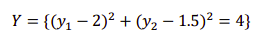 Y = {(y₁ − 2)² + (y₂ − 1.5)² = 4}